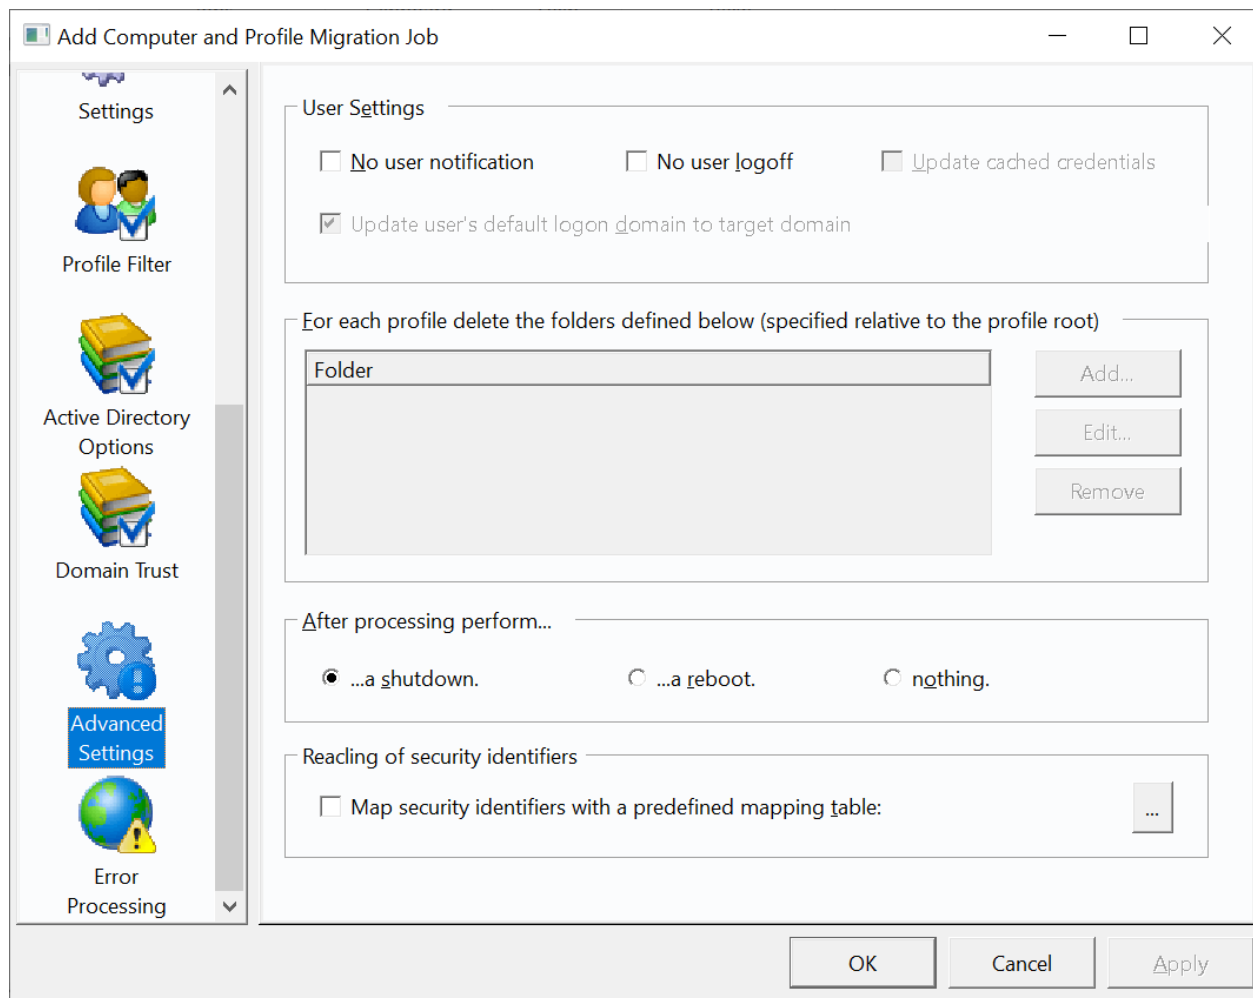 Add Computer and Profile Migration Job
Settings
Profile Filter
Active Directory
Options
Domain Trust
Advanced
Settings
Error
Processing
User Settings
No user notification
No user logoff
Update cached credentials
Update user's default logon domain to target domain
For each profile delete the folders defined below (specified relative to the profile root)
Folder
Add...
Edit...
Remove
After processing perform...
...a shutdown.
...a reboot.
nothing.
Reacling of security identifiers
Map security identifiers with a predefined mapping table:
...
OK
Cancel
Apply